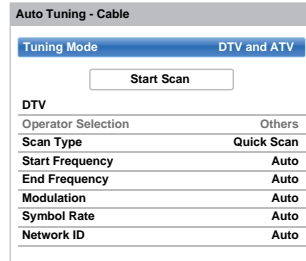 Auto Tuning - Cable
Tuning Mode DTV and ATV
Start Scan
DTV
Operator Selection Others
Scan Type Quick Scan
Start Frequency Auto
End Frequency Auto
Modulation Auto
Symbol Rate Auto
Network ID Auto